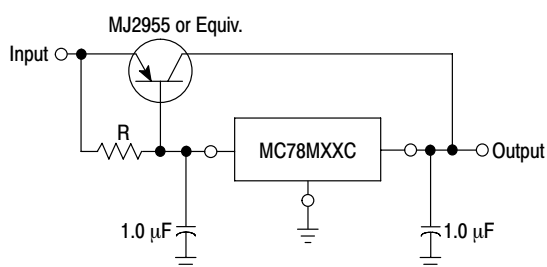 MJ2955 or Equiv.
Input
R
MC78MXXC
Output
1.0 μF
1.0 μF